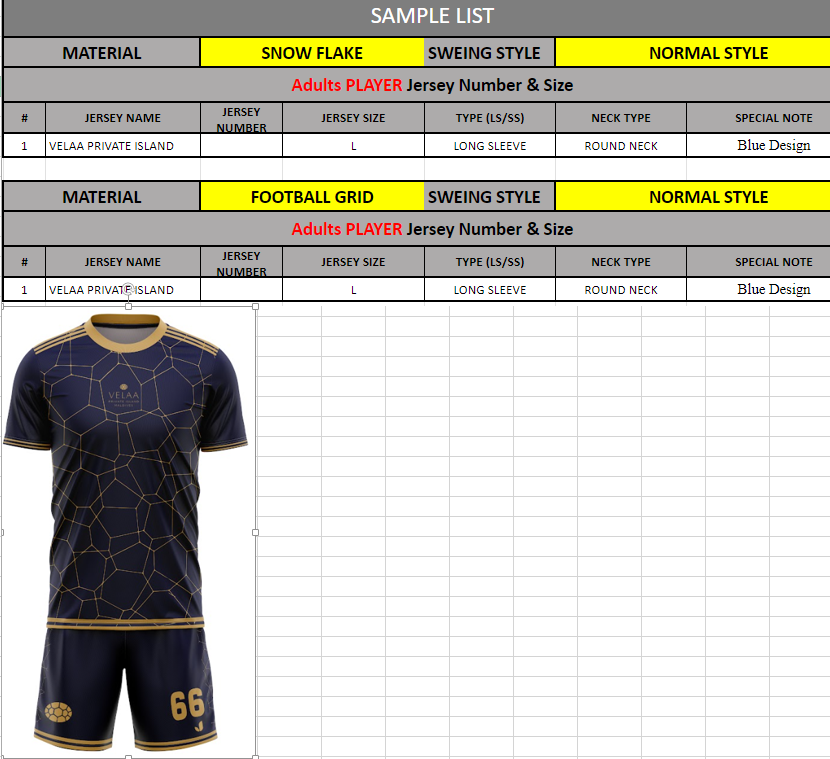 SAMPLE LIST
MATERIAL SNOW FLAKE SWEING STYLE NORMAL STYLE
Adults PLAYER Jersey Number & Size
# JERSEY NAME JERSEY NUMBER JERSEY SIZE TYPE (LS/SS) NECK TYPE SPECIAL NOTE
1 VELAA PRIVATE ISLAND L LONG SLEEVE ROUND NECK Blue Design
MATERIAL FOOTBALL GRID SWEING STYLE NORMAL STYLE
Adults PLAYER Jersey Number & Size
# JERSEY NAME JERSEY NUMBER JERSEY SIZE TYPE (LS/SS) NECK TYPE SPECIAL NOTE
1 VELAA PRIVATE ISLAND L LONG SLEEVE ROUND NECK Blue Design
VELAA
PRIVATE ISLAND
66